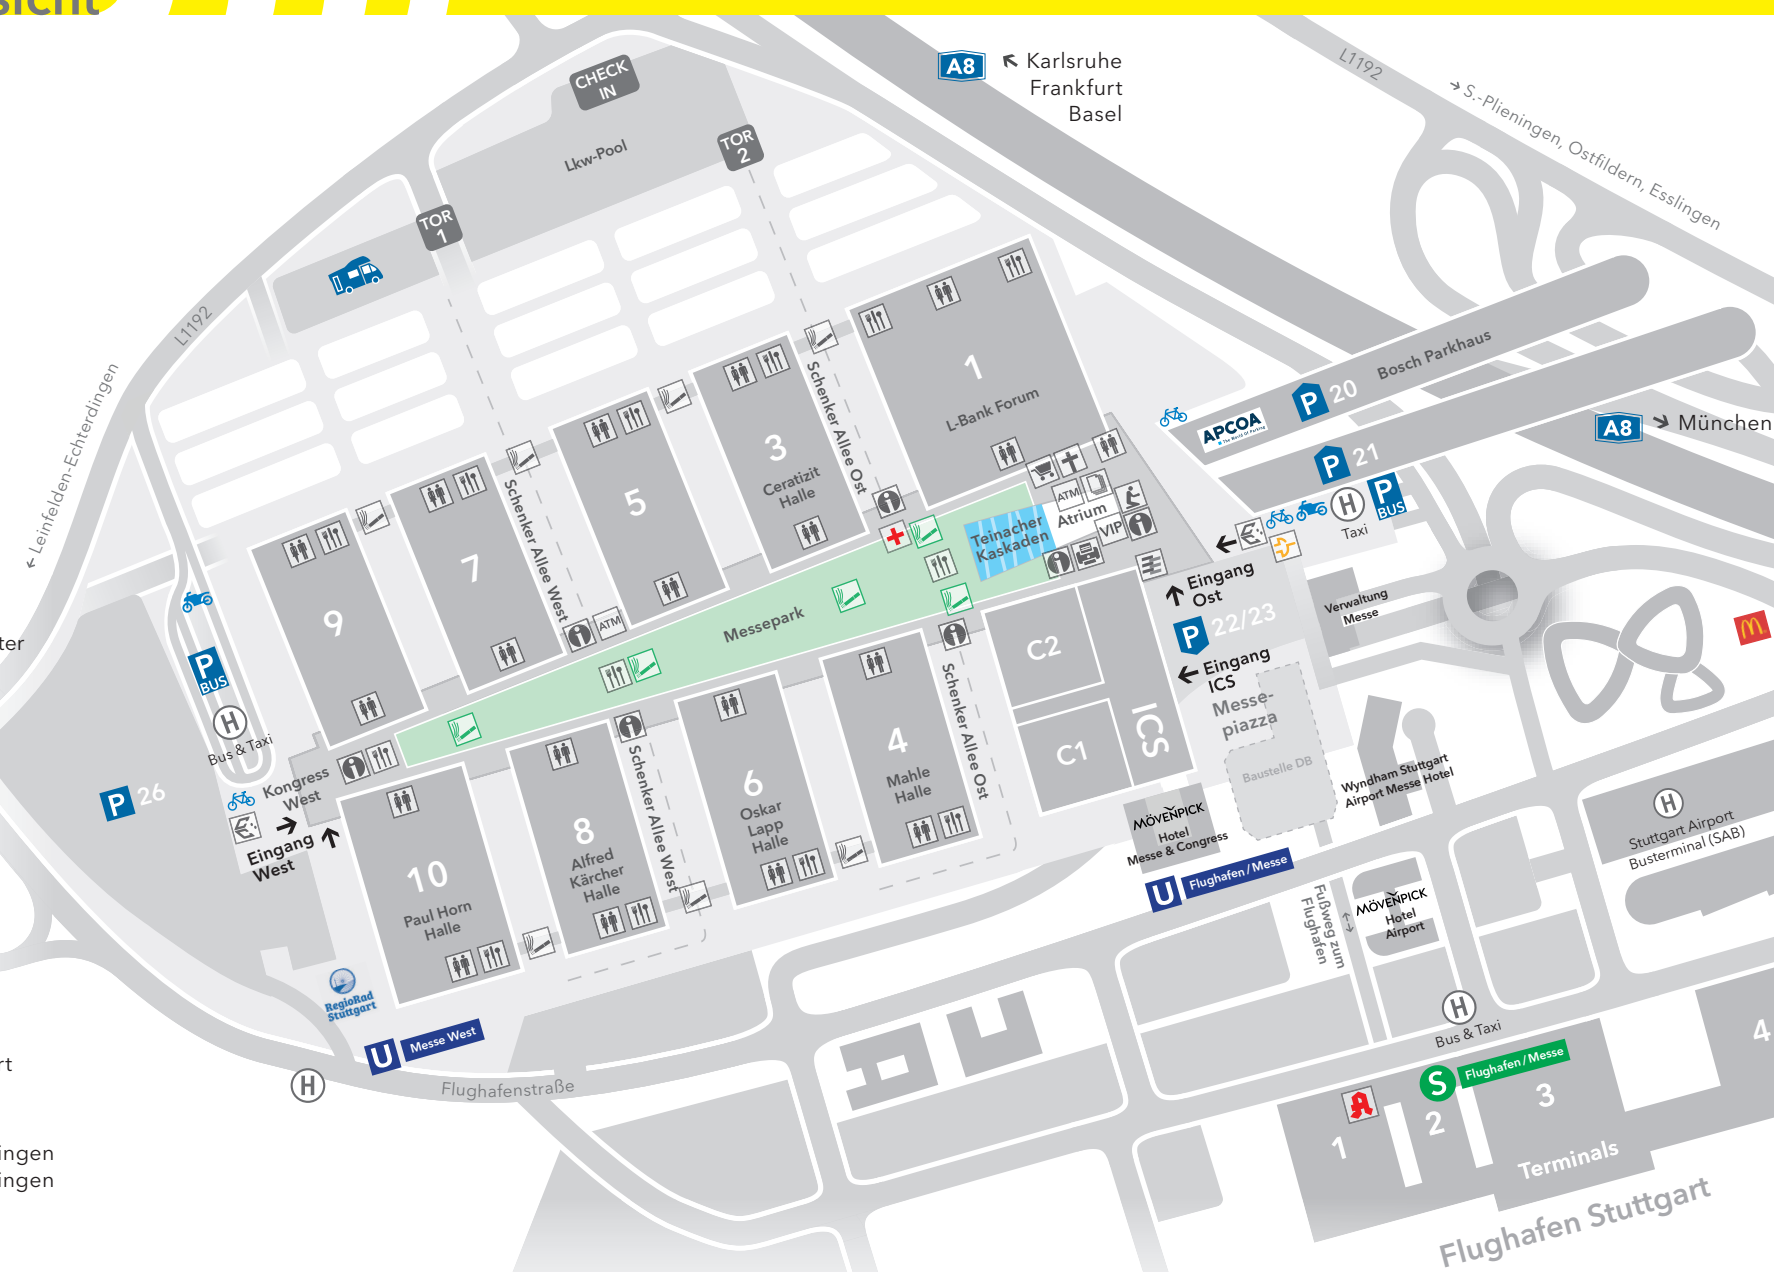 sicht
A8
Karlsruhe
Frankfurt
Basel
L1192
S.-Plieningen, Ostfildern, Esslingen
CHECK
IN
Lkw-Pool
TOR
2
TOR
1
L1192
Leinfelden-Echterdingen
Bosch Parkhaus
P 20
APCOA
P 21
A8
München
1
L-Bank Forum
3
Ceratizit
Halle
5
7
9
Schenker Allee Ost
Schenker Allee West
ATM
ATM
Atrium
VIP
Teinacher
Kaskaden
Messepark
H
Taxi
P
BUS
Eingang
Ost
P 22/23
Eingang
ICS
Messe-
piazza
Verwaltung
Messe
Baustelle DB
C2
C1
ICS
4
Mahle
Halle
6
Oskar
Lapp
Halle
8
Alfred
Kärcher
Halle
10
Paul Horn
Halle
Schenker Allee Ost
Schenker Allee West
ter
P
BUS
H
Bus & Taxi
Kongress
West
P 26
Eingang
West
RegioRad
Stuttgart
U Messe West
H
Flughafenstraße
rt
ingen
ingen
MÖVENPICK
Hotel
Messe & Congress
U Flughafen / Messe
Wyndham Stuttgart
Airport Messe Hotel
MÖVENPICK
Hotel
Airport
Fußweg zum
Flughafen
H
Stuttgart Airport
Busterminal (SAB)
H
Bus & Taxi
S Flughafen / Messe
1
2
3
4
Terminals
Flughafen Stuttgart